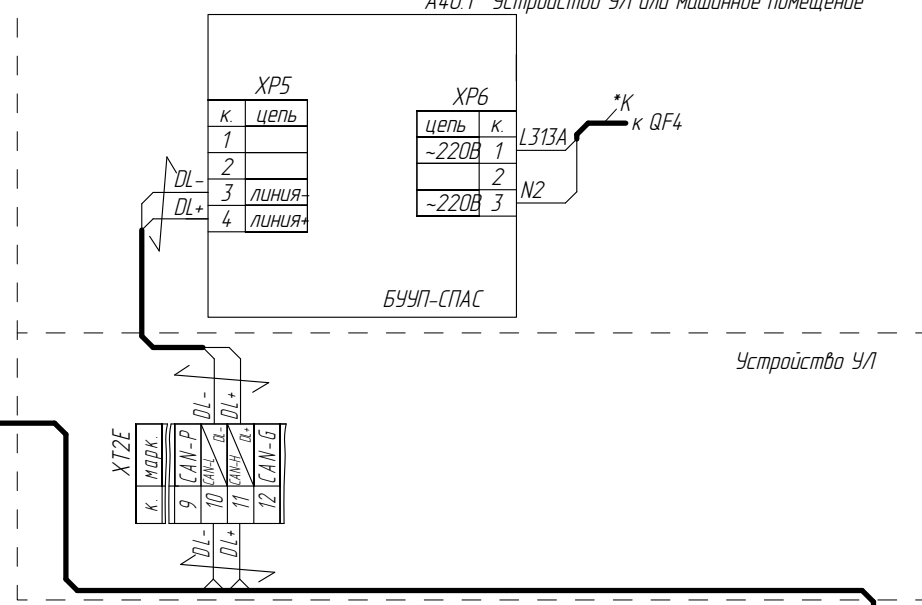 А40.1 Устройство УЛ или машинное помещение
XP5
к. цепь
1
2
3 линия-
4 линия+
DL-
DL+
XP6
цепь к.
~220В 1
2
~220В 3
L313A
N2
*К
к QF4
БУУП-СПАС
Устройство УЛ
DL-
DL+
XT2E
к. марк.
9 CAN-P
10 CAN-L DL-
11 CAN-H DL+
12 CAN-G
DL-
DL+